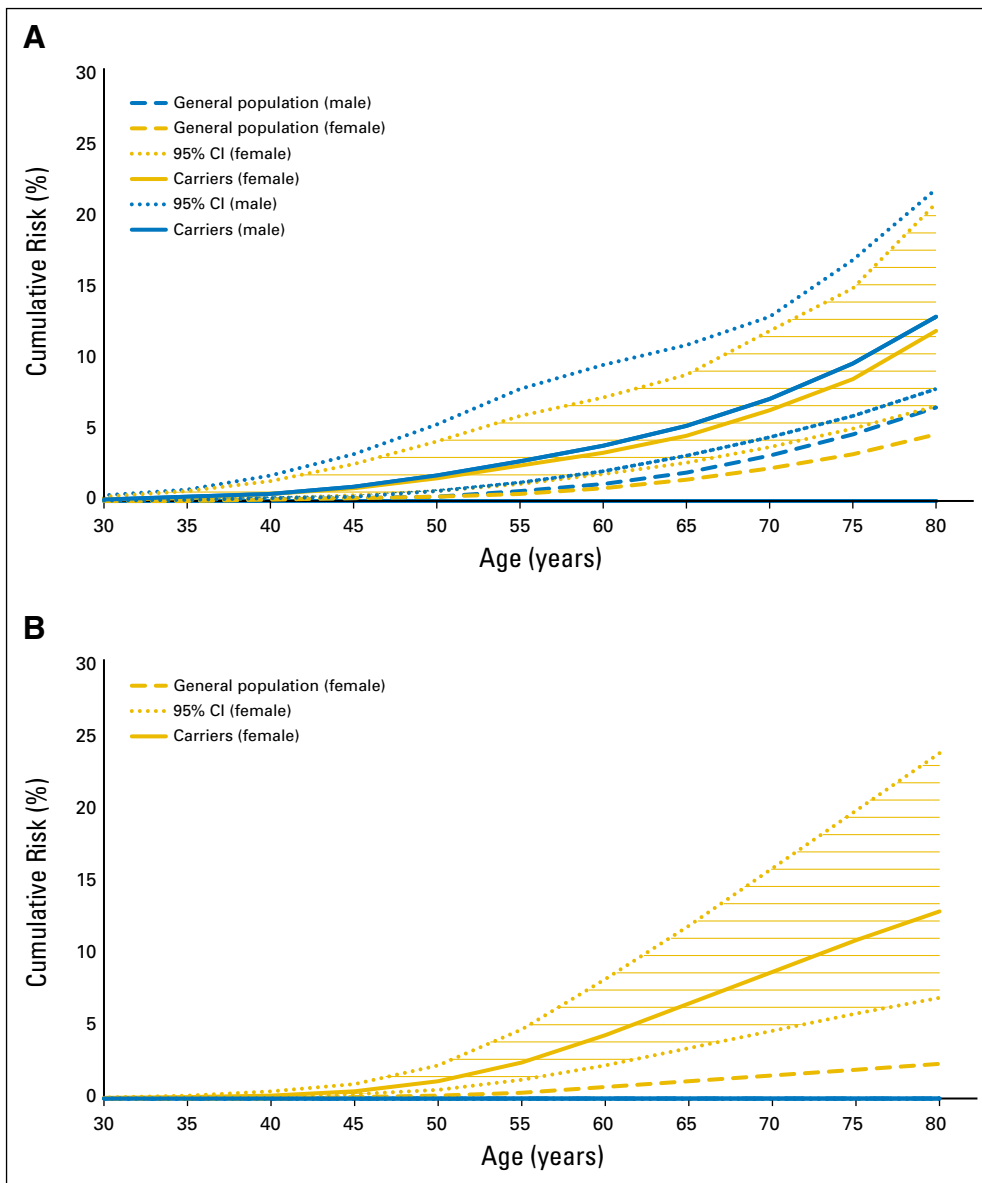 A
30
25
20
15
10
5
0
Cumulative Risk (%)
General population (male)
General population (female)
95% CI (female)
Carriers (female)
95% CI (male)
Carriers (male)
30 35 40 45 50 55 60 65 70 75 80
Age (years)
B
30
25
20
15
10
5
0
Cumulative Risk (%)
General population (female)
95% CI (female)
Carriers (female)
30 35 40 45 50 55 60 65 70 75 80
Age (years)